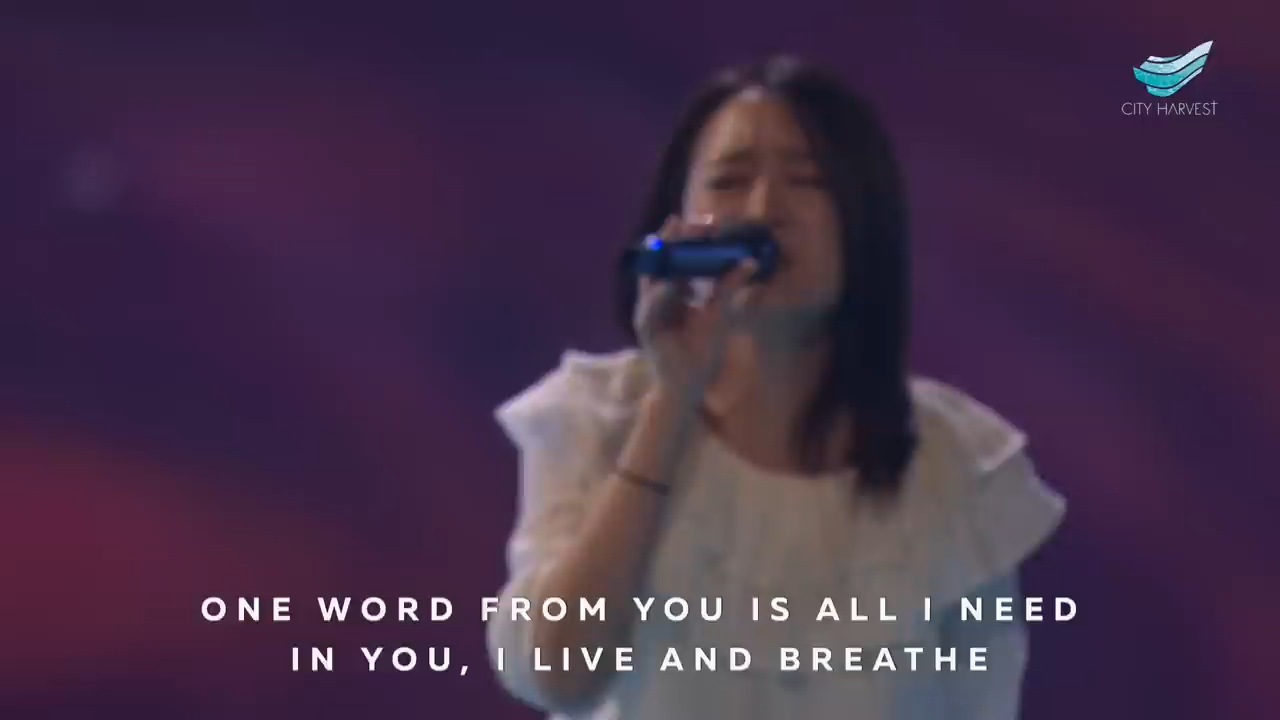 CITY HARVEST
ONE WORD FROM YOU IS ALL I NEED
IN YOU, I LIVE AND BREATHE